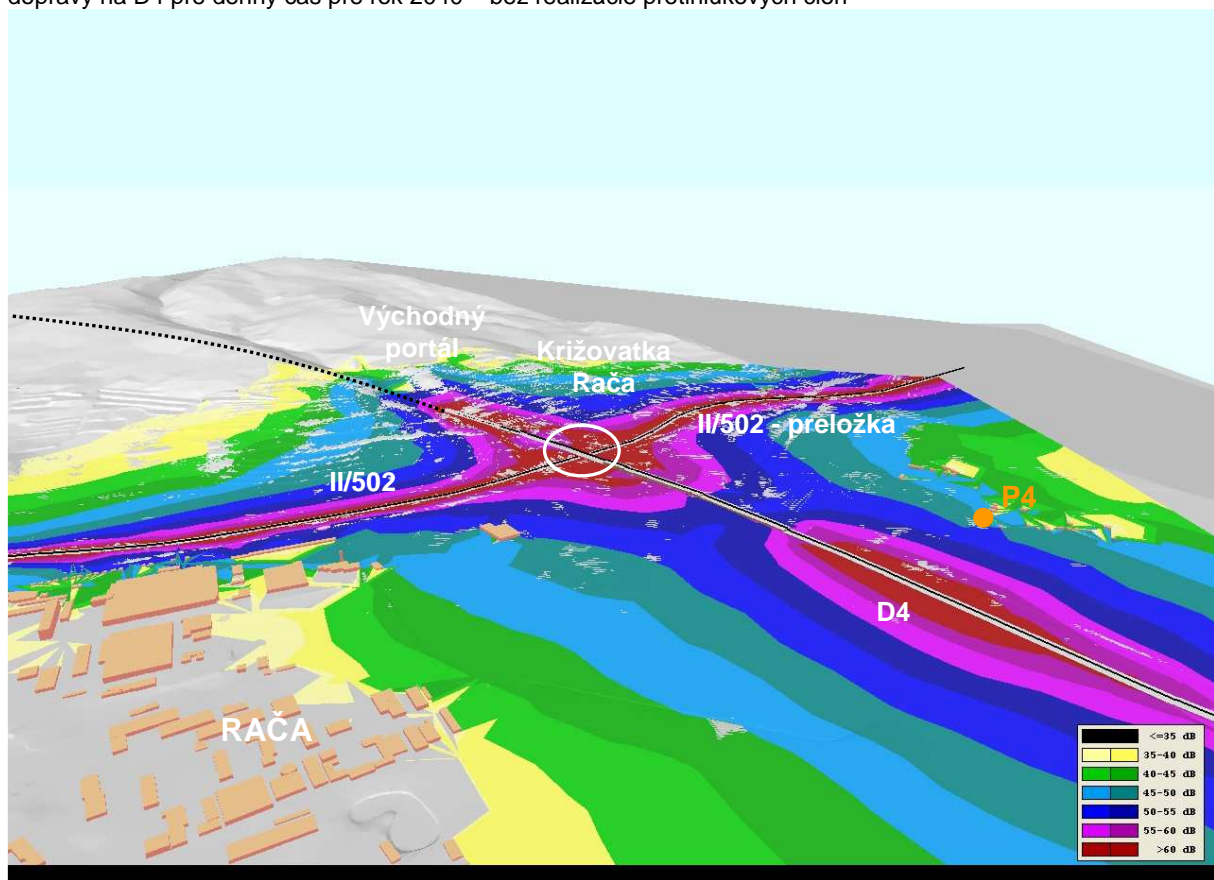 Východný
portál
Križovatka
Rača
II/502 - preložka
II/502
P4
D4
RAČA
<=35 dB
35-40 dB
40-45 dB
45-50 dB
50-55 dB
55-60 dB
>60 dB